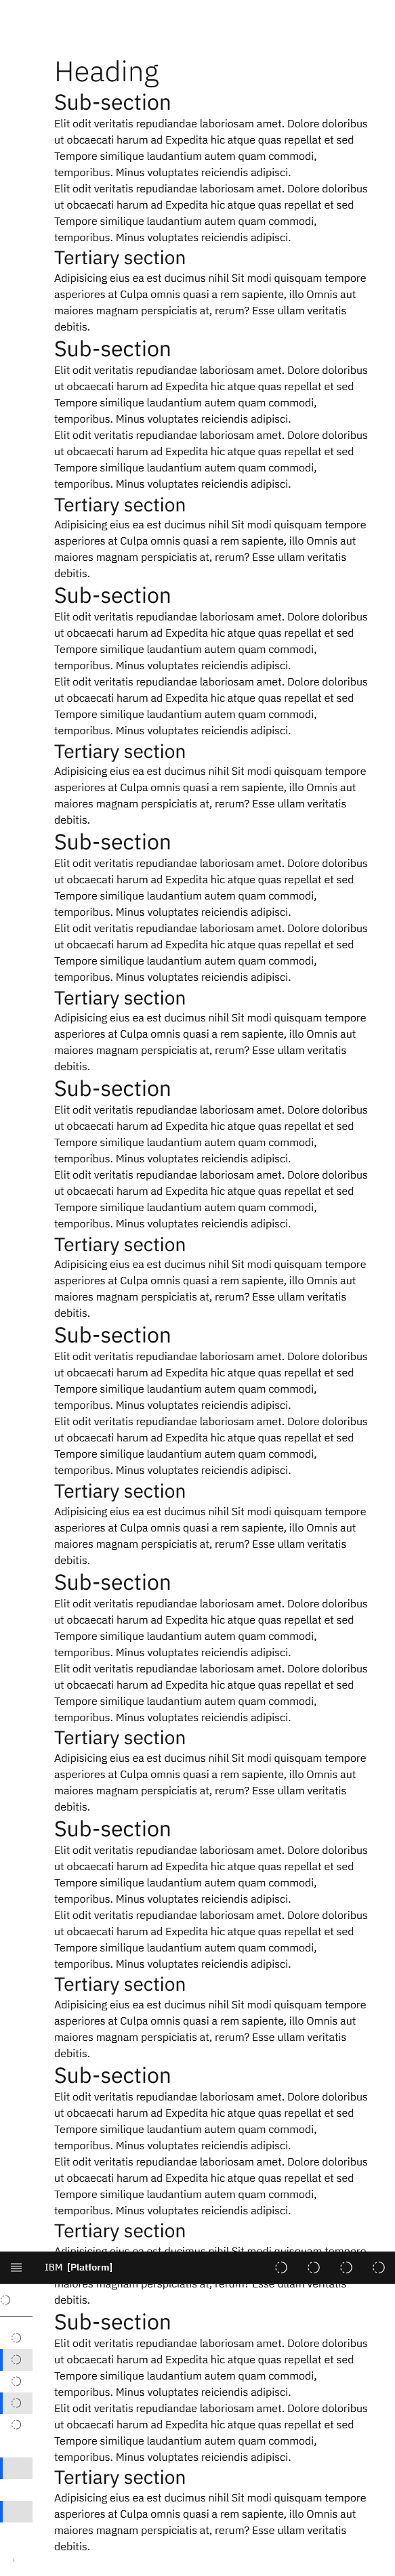 Heading
Sub-section
Elit odit veritatis repudiandae laboriosam amet. Dolore doloribus
ut obcaecati harum ad Expedita hic atque quas repellat et sed
Tempore similique laudantium autem quam commodi,
temporibus. Minus voluptates reiciendis adipisci.
Elit odit veritatis repudiandae laboriosam amet. Dolore doloribus
ut obcaecati harum ad Expedita hic atque quas repellat et sed
Tempore similique laudantium autem quam commodi,
temporibus. Minus voluptates reiciendis adipisci.
Tertiary section
Adipisicing eius ea est ducimus nihil Sit modi quisquam tempore
asperiores at Culpa omnis quasi a rem sapiente, illo Omnis aut
maiores magnam perspiciatis at, rerum? Esse ullam veritatis
debitis.
Sub-section
Elit odit veritatis repudiandae laboriosam amet. Dolore doloribus
ut obcaecati harum ad Expedita hic atque quas repellat et sed
Tempore similique laudantium autem quam commodi,
temporibus. Minus voluptates reiciendis adipisci.
Elit odit veritatis repudiandae laboriosam amet. Dolore doloribus
ut obcaecati harum ad Expedita hic atque quas repellat et sed
Tempore similique laudantium autem quam commodi,
temporibus. Minus voluptates reiciendis adipisci.
Tertiary section
Adipisicing eius ea est ducimus nihil Sit modi quisquam tempore
asperiores at Culpa omnis quasi a rem sapiente, illo Omnis aut
maiores magnam perspiciatis at, rerum? Esse ullam veritatis
debitis.
Sub-section
Elit odit veritatis repudiandae laboriosam amet. Dolore doloribus
ut obcaecati harum ad Expedita hic atque quas repellat et sed
Tempore similique laudantium autem quam commodi,
temporibus. Minus voluptates reiciendis adipisci.
Elit odit veritatis repudiandae laboriosam amet. Dolore doloribus
ut obcaecati harum ad Expedita hic atque quas repellat et sed
Tempore similique laudantium autem quam commodi,
temporibus. Minus voluptates reiciendis adipisci.
Tertiary section
Adipisicing eius ea est ducimus nihil Sit modi quisquam tempore
asperiores at Culpa omnis quasi a rem sapiente, illo Omnis aut
maiores magnam perspiciatis at, rerum? Esse ullam veritatis
debitis.
Sub-section
Elit odit veritatis repudiandae laboriosam amet. Dolore doloribus
ut obcaecati harum ad Expedita hic atque quas repellat et sed
Tempore similique laudantium autem quam commodi,
temporibus. Minus voluptates reiciendis adipisci.
Elit odit veritatis repudiandae laboriosam amet. Dolore doloribus
ut obcaecati harum ad Expedita hic atque quas repellat et sed
Tempore similique laudantium autem quam commodi,
temporibus. Minus voluptates reiciendis adipisci.
Tertiary section
Adipisicing eius ea est ducimus nihil Sit modi quisquam tempore
asperiores at Culpa omnis quasi a rem sapiente, illo Omnis aut
maiores magnam perspiciatis at, rerum? Esse ullam veritatis
debitis.
Sub-section
Elit odit veritatis repudiandae laboriosam amet. Dolore doloribus
ut obcaecati harum ad Expedita hic atque quas repellat et sed
Tempore similique laudantium autem quam commodi,
temporibus. Minus voluptates reiciendis adipisci.
Elit odit veritatis repudiandae laboriosam amet. Dolore doloribus
ut obcaecati harum ad Expedita hic atque quas repellat et sed
Tempore similique laudantium autem quam commodi,
temporibus. Minus voluptates reiciendis adipisci.
Tertiary section
Adipisicing eius ea est ducimus nihil Sit modi quisquam tempore
asperiores at Culpa omnis quasi a rem sapiente, illo Omnis aut
maiores magnam perspiciatis at, rerum? Esse ullam veritatis
debitis.
Sub-section
Elit odit veritatis repudiandae laboriosam amet. Dolore doloribus
ut obcaecati harum ad Expedita hic atque quas repellat et sed
Tempore similique laudantium autem quam commodi,
temporibus. Minus voluptates reiciendis adipisci.
Elit odit veritatis repudiandae laboriosam amet. Dolore doloribus
ut obcaecati harum ad Expedita hic atque quas repellat et sed
Tempore similique laudantium autem quam commodi,
temporibus. Minus voluptates reiciendis adipisci.
Tertiary section
Adipisicing eius ea est ducimus nihil Sit modi quisquam tempore
asperiores at Culpa omnis quasi a rem sapiente, illo Omnis aut
maiores magnam perspiciatis at, rerum? Esse ullam veritatis
debitis.
Sub-section
Elit odit veritatis repudiandae laboriosam amet. Dolore doloribus
ut obcaecati harum ad Expedita hic atque quas repellat et sed
Tempore similique laudantium autem quam commodi,
temporibus. Minus voluptates reiciendis adipisci.
Elit odit veritatis repudiandae laboriosam amet. Dolore doloribus
ut obcaecati harum ad Expedita hic atque quas repellat et sed
Tempore similique laudantium autem quam commodi,
temporibus. Minus voluptates reiciendis adipisci.
Tertiary section
Adipisicing eius ea est ducimus nihil Sit modi quisquam tempore
asperiores at Culpa omnis quasi a rem sapiente, illo Omnis aut
maiores magnam perspiciatis at, rerum? Esse ullam veritatis
debitis.
Sub-section
Elit odit veritatis repudiandae laboriosam amet. Dolore doloribus
ut obcaecati harum ad Expedita hic atque quas repellat et sed
Tempore similique laudantium autem quam commodi,
temporibus. Minus voluptates reiciendis adipisci.
Elit odit veritatis repudiandae laboriosam amet. Dolore doloribus
ut obcaecati harum ad Expedita hic atque quas repellat et sed
Tempore similique laudantium autem quam commodi,
temporibus. Minus voluptates reiciendis adipisci.
Tertiary section
Adipisicing eius ea est ducimus nihil Sit modi quisquam tempore
asperiores at Culpa omnis quasi a rem sapiente, illo Omnis aut
maiores magnam perspiciatis at, rerum? Esse ullam veritatis
debitis.
Sub-section
Elit odit veritatis repudiandae laboriosam amet. Dolore doloribus
ut obcaecati harum ad Expedita hic atque quas repellat et sed
Tempore similique laudantium autem quam commodi,
temporibus. Minus voluptates reiciendis adipisci.
Elit odit veritatis repudiandae laboriosam amet. Dolore doloribus
ut obcaecati harum ad Expedita hic atque quas repellat et sed
Tempore similique laudantium autem quam commodi,
temporibus. Minus voluptates reiciendis adipisci.
Tertiary section
IBM [Platform]
maiores magnam perspiciatis at, rerum? Esse ullam veritatis
debitis.
Sub-section
Elit odit veritatis repudiandae laboriosam amet. Dolore doloribus
ut obcaecati harum ad Expedita hic atque quas repellat et sed
Tempore similique laudantium autem quam commodi,
temporibus. Minus voluptates reiciendis adipisci.
Elit odit veritatis repudiandae laboriosam amet. Dolore doloribus
ut obcaecati harum ad Expedita hic atque quas repellat et sed
Tempore similique laudantium autem quam commodi,
temporibus. Minus voluptates reiciendis adipisci.
Tertiary section
Adipisicing eius ea est ducimus nihil Sit modi quisquam tempore
asperiores at Culpa omnis quasi a rem sapiente, illo Omnis aut
maiores magnam perspiciatis at, rerum? Esse ullam veritatis
debitis.